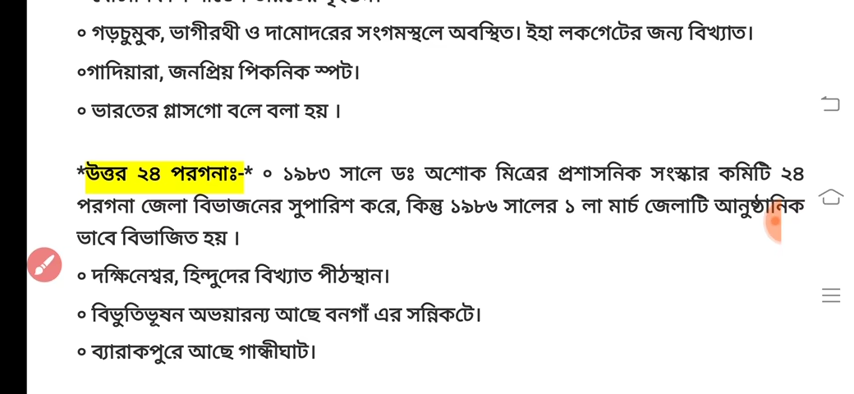 ০ গড়চুমুক, ভাগীরথী ও দামোদরের সংগমস্থলে অবস্থিত। ইহা লকগেটের জন্য বিখ্যাত।
০গাদিয়ারা, জনপ্রিয় পিকনিক স্পট।
০ ভারতের গ্লাসগো বলে বলা হয় ।
*উত্তর ২৪ পরগনাঃ-* ০ ১৯৮৩ সালে ডঃ অশোক মিত্রের প্রশাসনিক সংস্কার কমিটি ২৪
পরগনা জেলা বিভাজনের সুপারিশ করে, কিন্তু ১৯৮৬ সালের ১ লা মার্চ জেলাটি আনুষ্ঠানিক
ভাবে বিভাজিত হয় ।
০ দক্ষিনেশ্বর, হিন্দুদের বিখ্যাত পীঠস্থান।
০ বিভুতিভূষন অভয়ারন্য আছে বনগাঁ এর সন্নিকটে।
০ ব্যারাকপুরে আছে গান্ধীঘাট।